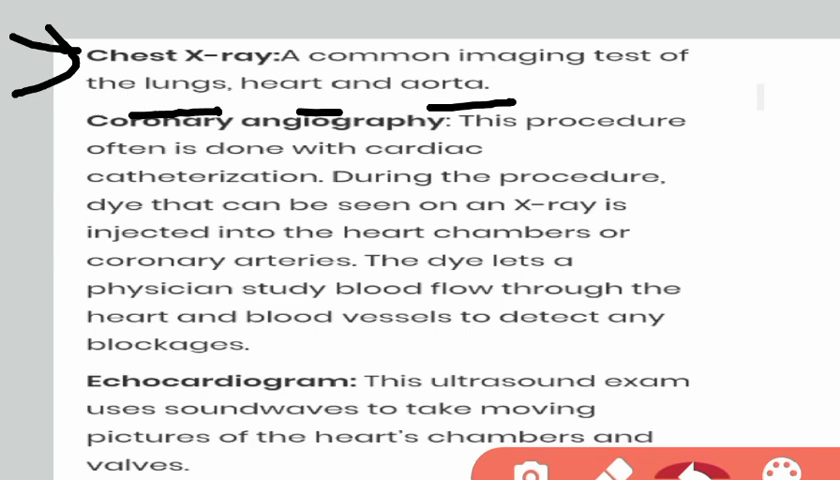 Chest X-ray:A common imaging test of
the lungs, heart and aorta.
Coronary angiography: This procedure
often is done with cardiac
catheterization. During the procedure,
dye that can be seen on an X-ray is
injected into the heart chambers or
coronary arteries. The dye lets a
physician study blood flow through the
heart and blood vessels to detect any
blockages.
Echocardiogram: This ultrasound exam
uses soundwaves to take moving
pictures of the heart's chambers and
valves.